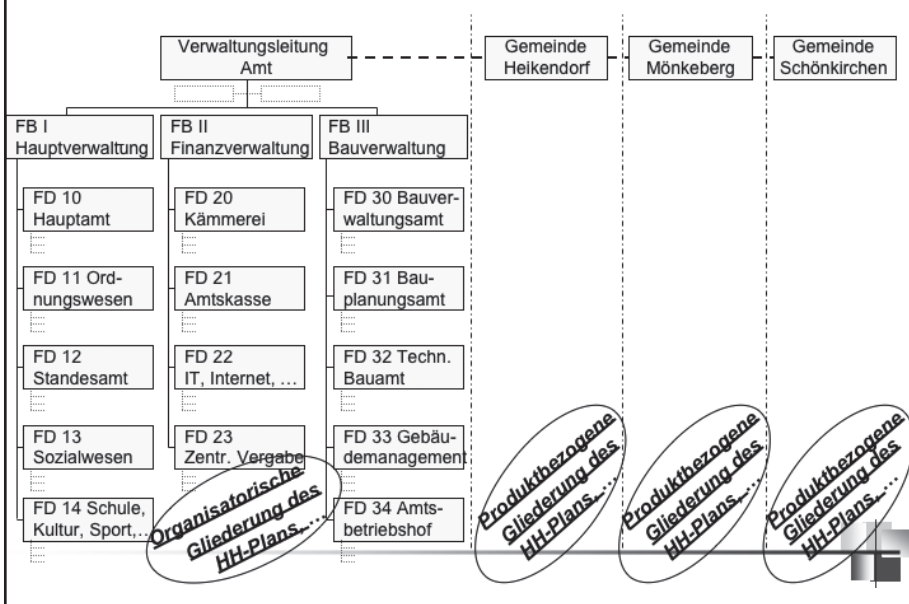 Verwaltungsleitung
Amt
Gemeinde
Heikendorf
Gemeinde
Mönkeberg
Gemeinde
Schönkirchen
FB I
Hauptverwaltung
FB II
Finanzverwaltung
FB III
Bauverwaltung
FD 10
Hauptamt
FD 11 Ord-
nungswesen
FD 12
Standesamt
FD 13
Sozialwesen
FD 14 Schule,
Kultur, Sport,…
FD 20
Kämmerei
FD 21
Amtskasse
FD 22
IT, Internet, …
FD 23
Zentr. Vergabe
FD 30 Bauver-
waltungsamt
FD 31 Bau-
planungsamt
FD 32 Techn.
Bauamt
FD 33 Gebäu-
demanagement
FD 34 Amts-
betriebshof
Organisatorische
Gliederung des
HH-Plans,…
Produktbezogene
Gliederung des
HH-Plans,…
Produktbezogene
Gliederung des
HH-Plans,…
Produktbezogene
Gliederung des
HH-Plans,…